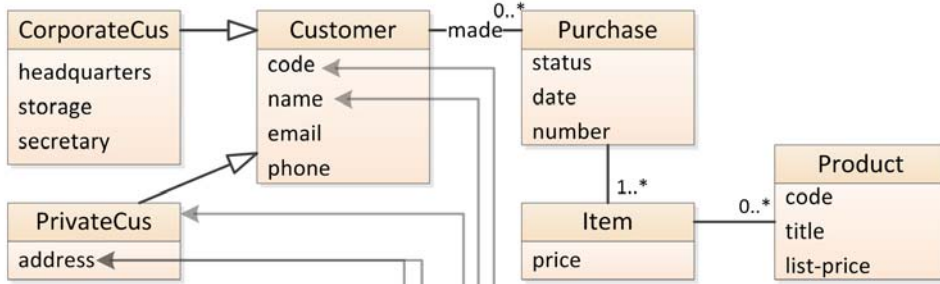 CorporateCus
headquarters
storage
secretary
Customer
code
name
email
phone
made
0..*
Purchase
status
date
number
1..*
PrivateCus
address
Item
price
0..*
Product
code
title
list-price